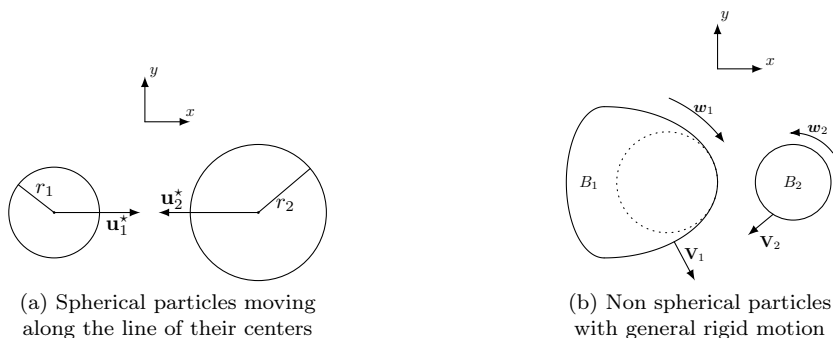 y
x
r₁
u₁⋆
u₂⋆
r₂
(a) Spherical particles moving
along the line of their centers
y
x
w₁
w₂
B₁
B₂
V₁
V₂
(b) Non spherical particles
with general rigid motion